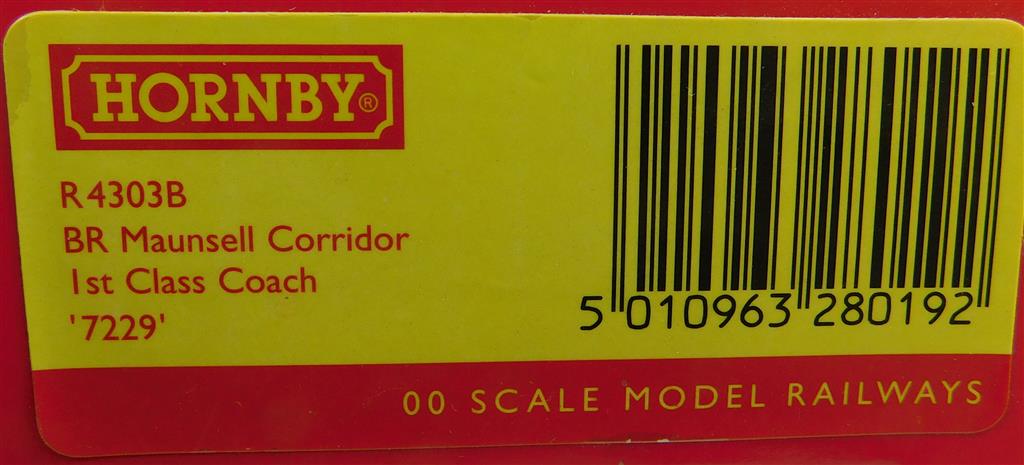 HORNBY®
R4303B
BR Maunsell Corridor
1st Class Coach
'7229'
5 010963 280192
00 SCALE MODEL RAILWAYS